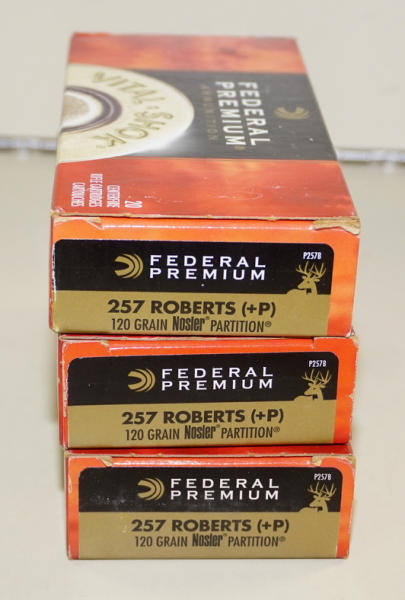 VITAL•SHOK
FEDERAL
PREMIUM®
AMMUNITION
20
CENTERFIRE
RIFLE CARTRIDGES
CARTOUCHES
FEDERAL
PREMIUM
P257B
257 ROBERTS (+P)
120 GRAIN Nosler® PARTITION®
FEDERAL
PREMIUM
P257B
257 ROBERTS (+P)
120 GRAIN Nosler® PARTITION®
FEDERAL
PREMIUM
P257B
257 ROBERTS (+P)
120 GRAIN Nosler® PARTITION®